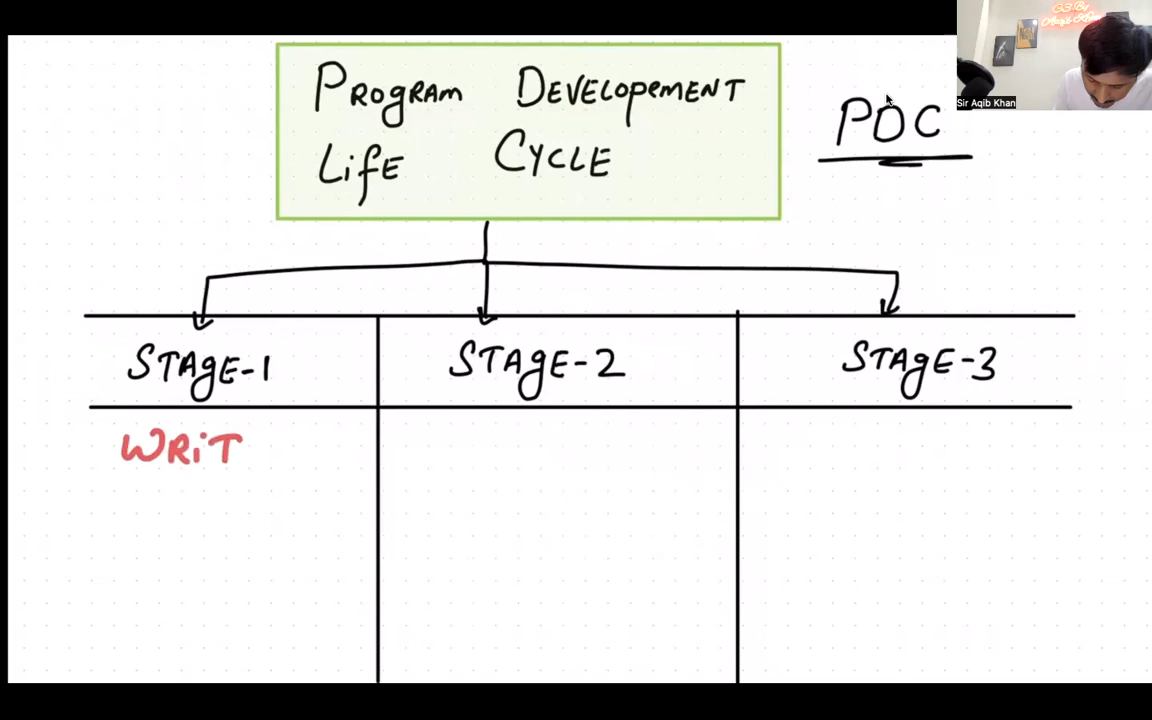 PROGRAM DEVELOPEMENT
LiFE CYCLE
PDC
Sir Aqib Khan
STAgE-1
STAgE-2
STAgE-3
WRiT